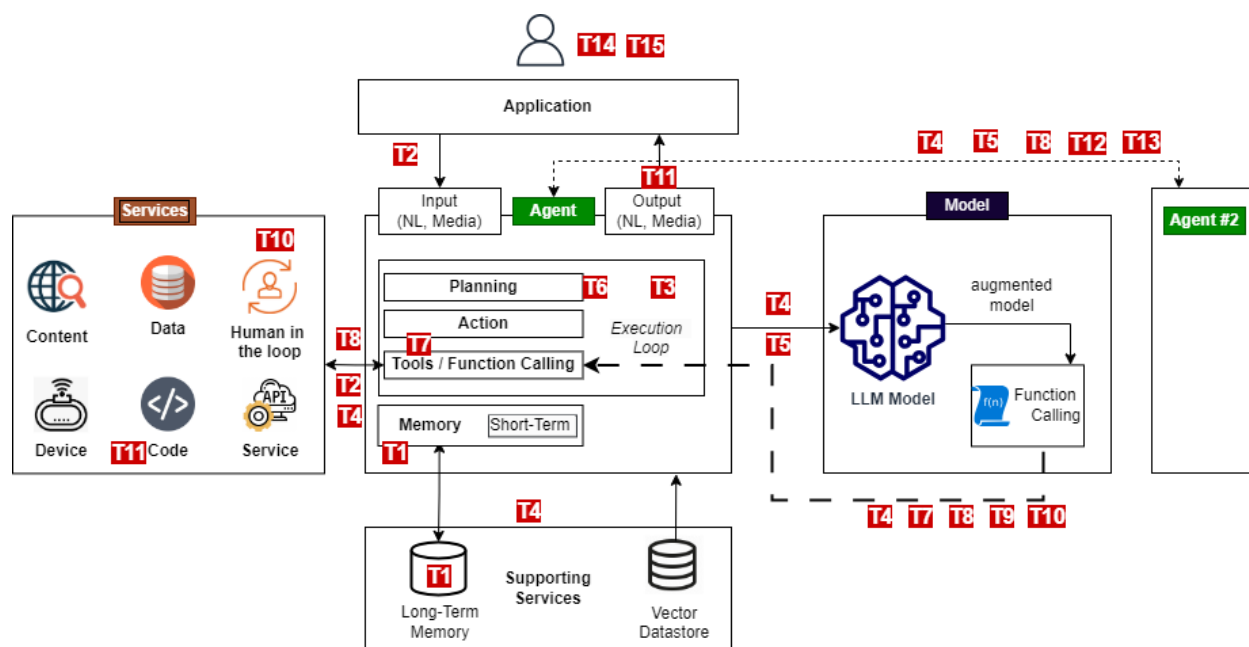 T14 T15
Application
T2
T4 T5 T8 T12 T13
T11
Input
(NL, Media)
Agent
Output
(NL, Media)
Services
Model
Agent #2
T10
Content
Data
Human in
the loop
Device
T11
Code
API
Service
T8
T2
T4
Planning
T6
T3
Action
T7
Tools / Function Calling
Execution
Loop
Memory
Short-Term
T1
T4
T5
LLM Model
augmented
model
f(n)
Function
Calling
T4 T7 T8 T9 T10
T4
T1
Long-Term
Memory
Supporting
Services
Vector
Datastore